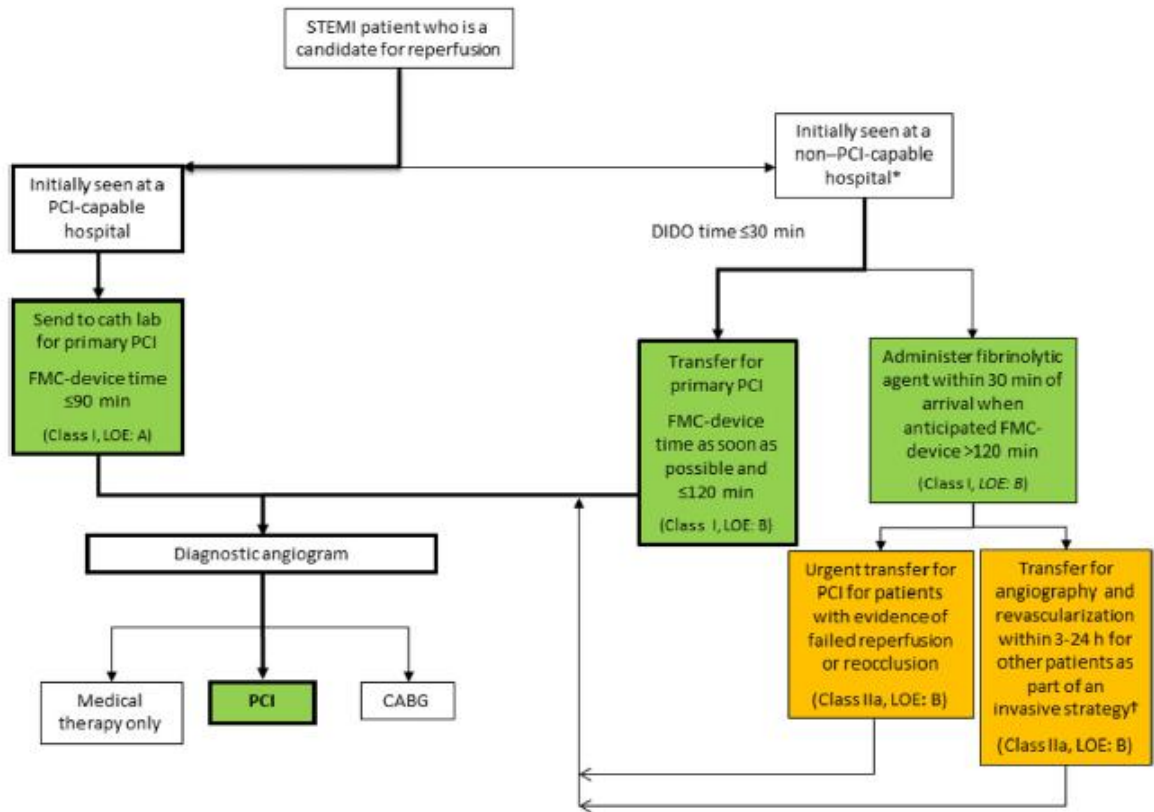 STEMI patient who is a
candidate for reperfusion
Initially seen at a
non–PCI-capable
hospital*
Initially seen at a
PCI-capable
hospital
DIDO time ≤30 min
Send to cath lab
for primary PCI
FMC-device time
≤90 min
(Class I, LOE: A)
Transfer for
primary PCI
FMC-device
time as soon as
possible and
≤120 min
(Class I, LOE: B)
Administer fibrinolytic
agent within 30 min of
arrival when
anticipated FMC-
device >120 min
(Class I, LOE: B)
Diagnostic angiogram
Medical
therapy only
PCI
CABG
Urgent transfer for
PCI for patients
with evidence of
failed reperfusion
or reocclusion
(Class IIa, LOE: B)
Transfer for
angiography and
revascularization
within 3-24 h for
other patients as
part of an
invasive strategy†
(Class IIa, LOE: B)